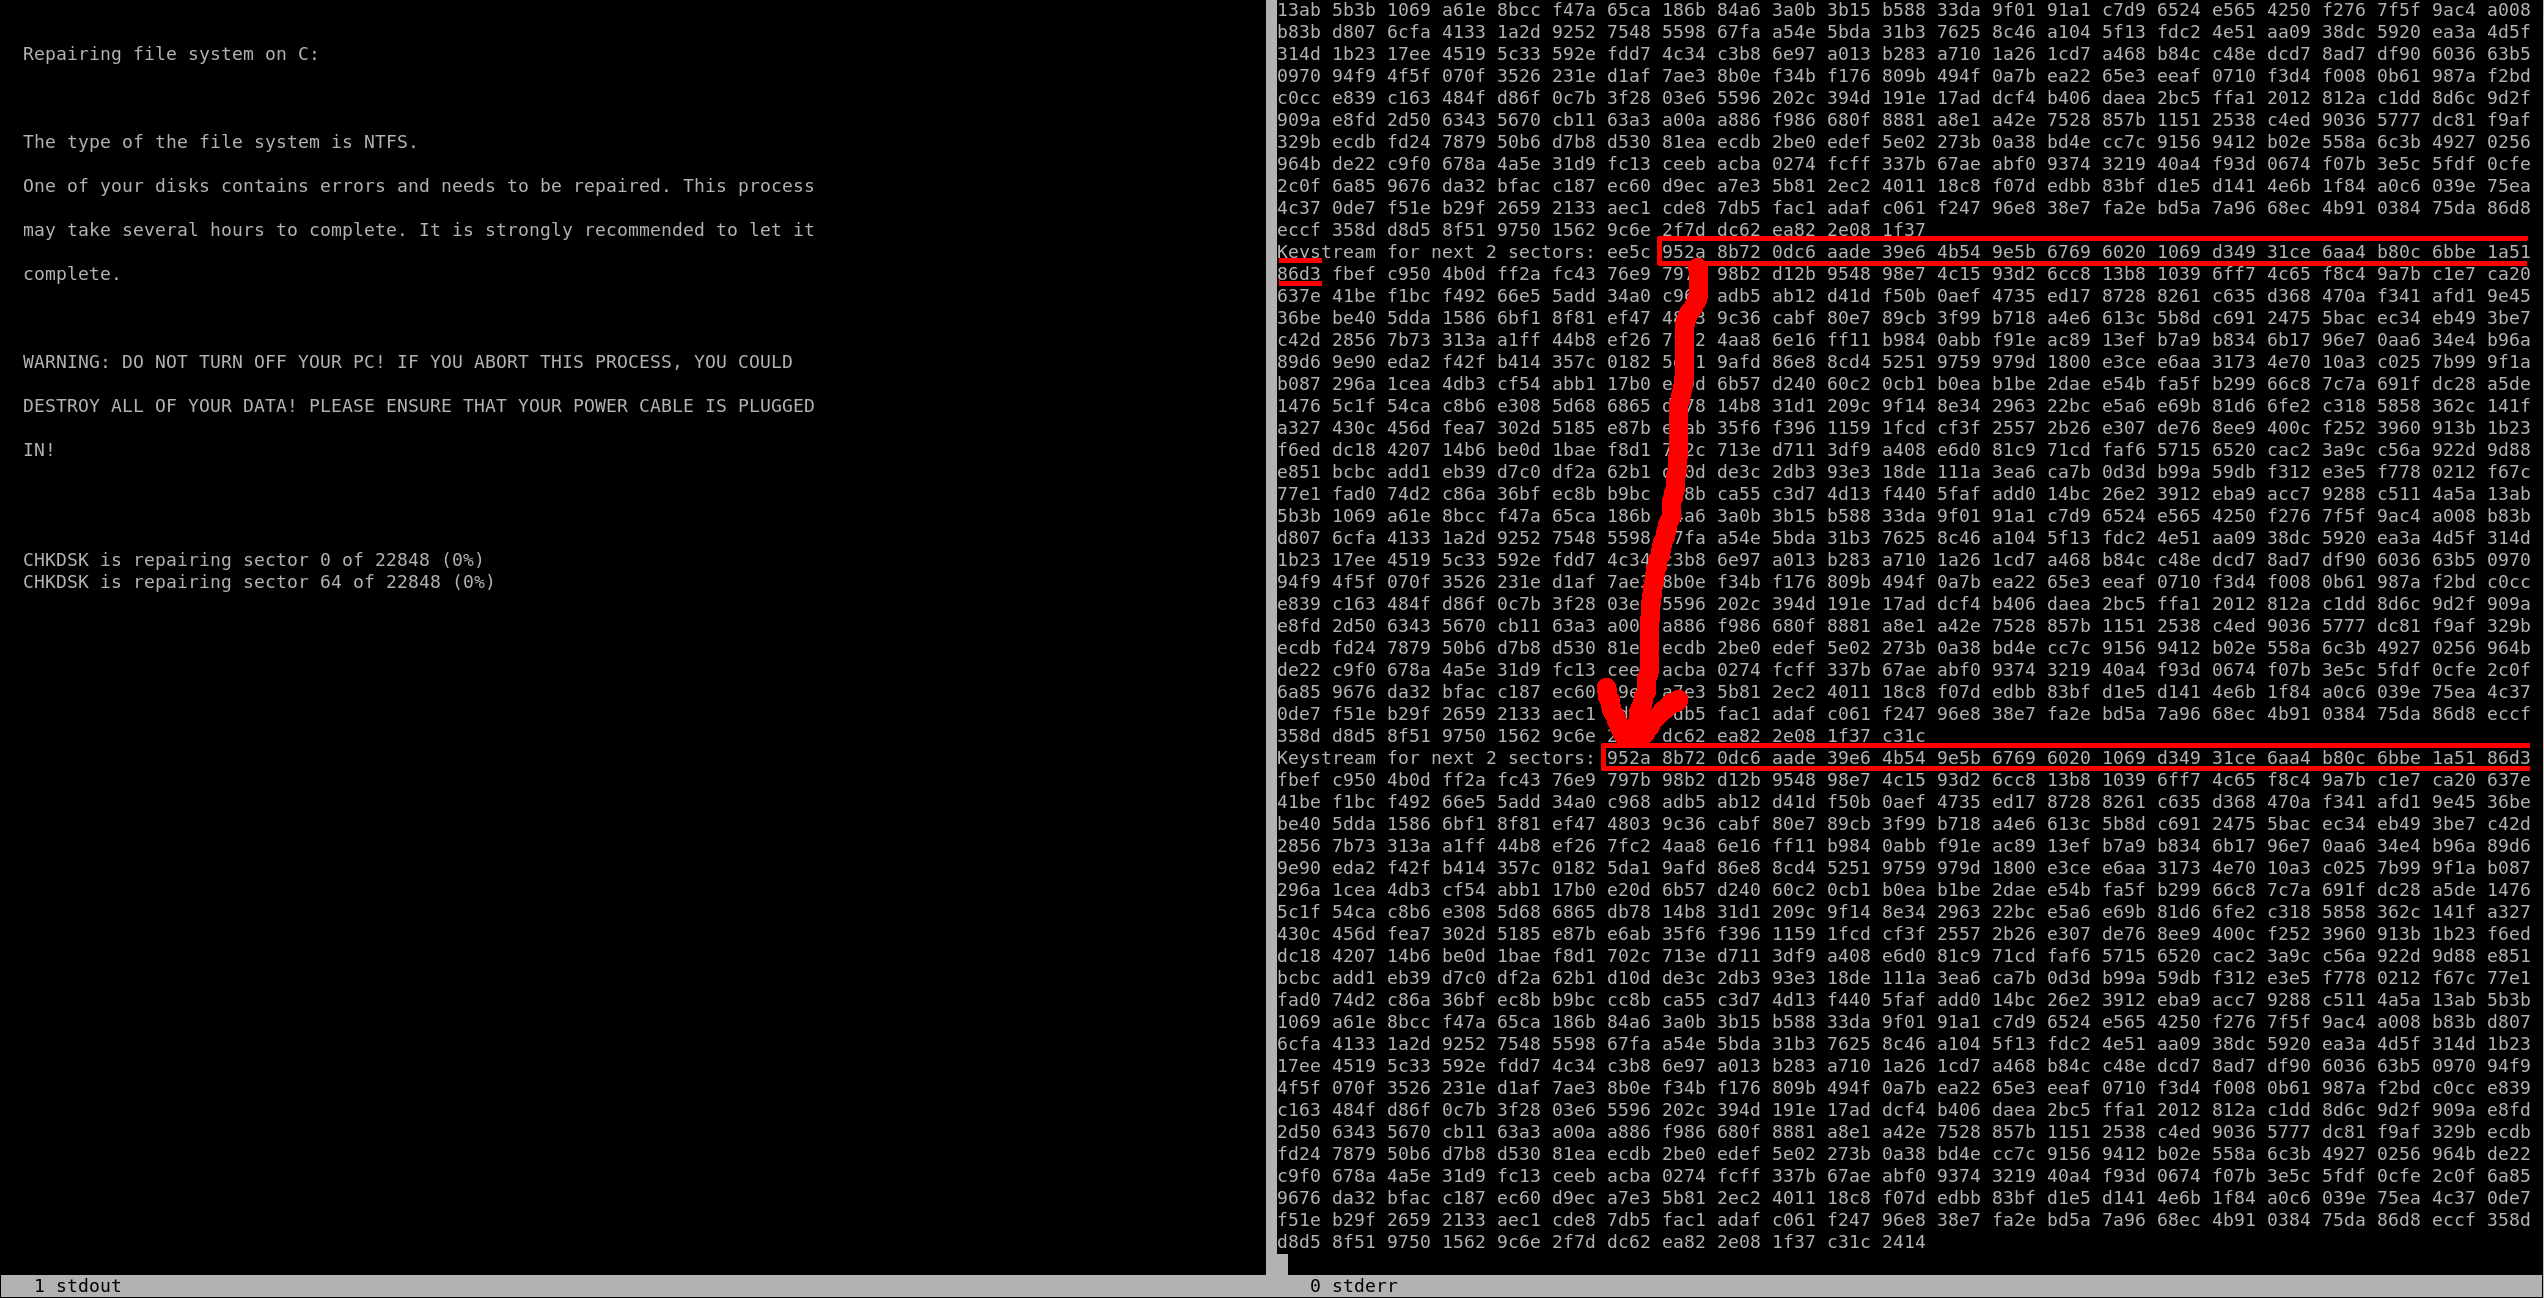 Repairing file system on C:
The type of the file system is NTFS.
One of your disks contains errors and needs to be repaired. This process
may take several hours to complete. It is strongly recommended to let it
complete.
WARNING: DO NOT TURN OFF YOUR PC! IF YOU ABORT THIS PROCESS, YOU COULD
DESTROY ALL OF YOUR DATA! PLEASE ENSURE THAT YOUR POWER CABLE IS PLUGGED
IN!
CHKDSK is repairing sector 0 of 22848 (0%)
CHKDSK is repairing sector 64 of 22848 (0%)
1 stdout
13ab 5b3b 1069 a61e 8bcc f47a 65ca 186b 84a6 3a0b 3b15 b588 33da 9f01 91a1 c7d9 6524 e565 4250 f276 7f5f 9ac4 a008
b83b d807 6cfa 4133 1a2d 9252 7548 5598 67fa a54e 5bda 31b3 7625 8c46 a104 5f13 fdc2 4e51 aa09 38dc 5920 ea3a 4d5f
314d 1b23 17ee 4519 5c33 592e fdd7 4c34 c3b8 6e97 a013 b283 a710 1a26 1cd7 a468 b84c c48e dcd7 8ad7 df90 6036 63b5
0970 94f9 4f5f 070f 3526 231e d1af 7ae3 8b0e f34b f176 809b 494f 0a7b ea22 65e3 eeaf 0710 f3d4 f008 0b61 987a f2bd
c0cc e839 c163 484f d86f 0c7b 3f28 03e6 5596 202c 394d 191e 17ad dcf4 b406 daea 2bc5 ffa1 2012 812a c1dd 8d6c 9d2f
909a e8fd 2d50 6343 5670 cb11 63a3 a00a a886 f986 680f 8881 a8e1 a42e 7528 857b 1151 2538 c4ed 9036 5777 dc81 f9af
329b ecdb fd24 7879 50b6 d7b8 d530 81ea ecdb 2be0 edef 5e02 273b 0a38 bd4e cc7c 9156 9412 b02e 558a 6c3b 4927 0256
964b de22 c9f0 678a 4a5e 31d9 fc13 ceeb acba 0274 fcff 337b 67ae abf0 9374 3219 40a4 f93d 0674 f07b 3e5c 5fdf 0cfe
2c0f 6a85 9676 da32 bfac c187 ec60 d9ec a7e3 5b81 2ec2 4011 18c8 f07d edbb 83bf d1e5 d141 4e6b 1f84 a0c6 039e 75ea
4c37 0de7 f51e b29f 2659 2133 aec1 cde8 7db5 fac1 adaf c061 f247 96e8 38e7 fa2e bd5a 7a96 68ec 4b91 0384 75da 86d8
eccf 358d d8d5 8f51 9750 1562 9c6e 2f7d dc62 ea82 2e08 1f37
Keystream for next 2 sectors: ee5c 952a 8b72 0dc6 aade 39e6 4b54 9e5b 6769 6020 1069 d349 31ce 6aa4 b80c 6bbe 1a51
86d3 fbef c950 4b0d ff2a fc43 76e9 98b2 d12b 9548 98e7 4c15 93d2 6cc8 13b8 1039 6ff7 4c65 f8c4 9a7b c1e7 ca20
637e 41be f1bc f492 66e5 5add 34a0 adb5 ab12 d41d f50b 0aef 4735 ed17 8728 8261 c635 d368 470a f341 afd1 9e45
36be be40 5dda 1586 6bf1 8f81 ef47 9c36 cabf 80e7 89cb 3f99 b718 a4e6 613c 5b8d c691 2475 5bac ec34 eb49 3be7
c42d 2856 7b73 313a a1ff 44b8 ef26 4aa8 6e16 ff11 b984 0abb f91e ac89 13ef b7a9 b834 6b17 96e7 0aa6 34e4 b96a
89d6 9e90 eda2 f42f b414 357c 0182 9afd 86e8 8cd4 5251 9759 979d 1800 e3ce e6aa 3173 4e70 10a3 c025 7b99 9f1a
b087 296a 1cea 4db3 cf54 abb1 17b0 6b57 d240 60c2 0cb1 b0ea b1be 2dae e54b fa5f b299 66c8 7c7a 691f dc28 a5de
1476 5c1f 54ca c8b6 e308 5d68 6865 14b8 31d1 209c 9f14 8e34 2963 22bc e5a6 e69b 81d6 6fe2 c318 5858 362c 141f
a327 430c 456d fea7 302d 5185 e87b 35f6 f396 1159 1fcd cf3f 2557 2b26 e307 de76 8ee9 400c f252 3960 913b 1b23
f6ed dc18 4207 14b6 be0d 1bae f8d1 713e d711 3df9 a408 e6d0 81c9 71cd faf6 5715 6520 cac2 3a9c c56a 922d 9d88
e851 bcbc add1 eb39 d7c0 df2a 62b1 de3c 2db3 93e3 18de 111a 3ea6 ca7b 0d3d b99a 59db f312 e3e5 f778 0212 f67c
77e1 fad0 74d2 c86a 36bf ec8b b9bc ca55 c3d7 4d13 f440 5faf add0 14bc 26e2 3912 eba9 acc7 9288 c511 4a5a 13ab
5b3b 1069 a61e 8bcc f47a 65ca 186b 3a0b 3b15 b588 33da 9f01 91a1 c7d9 6524 e565 4250 f276 7f5f 9ac4 a008 b83b
d807 6cfa 4133 1a2d 9252 7548 5598 a54e 5bda 31b3 7625 8c46 a104 5f13 fdc2 4e51 aa09 38dc 5920 ea3a 4d5f 314d
1b23 17ee 4519 5c33 592e fdd7 4c34 6e97 a013 b283 a710 1a26 1cd7 a468 b84c c48e dcd7 8ad7 df90 6036 63b5 0970
94f9 4f5f 070f 3526 231e d1af 8b0e f34b f176 809b 494f 0a7b ea22 65e3 eeaf 0710 f3d4 f008 0b61 987a f2bd c0cc
e839 c163 484f d86f 0c7b 3f28 5596 202c 394d 191e 17ad dcf4 b406 daea 2bc5 ffa1 2012 812a c1dd 8d6c 9d2f 909a
e8fd 2d50 6343 5670 cb11 63a3 a886 f986 680f 8881 a8e1 a42e 7528 857b 1151 2538 c4ed 9036 5777 dc81 f9af 329b
ecdb fd24 7879 50b6 d7b8 d530 ecdb 2be0 edef 5e02 273b 0a38 bd4e cc7c 9156 9412 b02e 558a 6c3b 4927 0256 964b
de22 c9f0 678a 4a5e 31d9 fc13 acba 0274 fcff 337b 67ae abf0 9374 3219 40a4 f93d 0674 f07b 3e5c 5fdf 0cfe 2c0f
6a85 9676 da32 bfac c187 ec60 5b81 2ec2 4011 18c8 f07d edbb 83bf d1e5 d141 4e6b 1f84 a0c6 039e 75ea 4c37
0de7 f51e b29f 2659 2133 aec1 fac1 adaf c061 f247 96e8 38e7 fa2e bd5a 7a96 68ec 4b91 0384 75da 86d8 eccf
358d d8d5 8f51 9750 1562 9c6e dc62 ea82 2e08 1f37 c31c
Keystream for next 2 sectors: 952a 8b72 0dc6 aade 39e6 4b54 9e5b 6769 6020 1069 d349 31ce 6aa4 b80c 6bbe 1a51 86d3
fbef c950 4b0d ff2a fc43 76e9 797b 98b2 d12b 9548 98e7 4c15 93d2 6cc8 13b8 1039 6ff7 4c65 f8c4 9a7b c1e7 ca20 637e
41be f1bc f492 66e5 5add 34a0 c968 adb5 ab12 d41d f50b 0aef 4735 ed17 8728 8261 c635 d368 470a f341 afd1 9e45 36be
be40 5dda 1586 6bf1 8f81 ef47 4803 9c36 cabf 80e7 89cb 3f99 b718 a4e6 613c 5b8d c691 2475 5bac ec34 eb49 3be7 c42d
2856 7b73 313a a1ff 44b8 ef26 7fc2 4aa8 6e16 ff11 b984 0abb f91e ac89 13ef b7a9 b834 6b17 96e7 0aa6 34e4 b96a 89d6
9e90 eda2 f42f b414 357c 0182 5da1 9afd 86e8 8cd4 5251 9759 979d 1800 e3ce e6aa 3173 4e70 10a3 c025 7b99 9f1a b087
296a 1cea 4db3 cf54 abb1 17b0 e20d 6b57 d240 60c2 0cb1 b0ea b1be 2dae e54b fa5f b299 66c8 7c7a 691f dc28 a5de 1476
5c1f 54ca c8b6 e308 5d68 6865 db78 14b8 31d1 209c 9f14 8e34 2963 22bc e5a6 e69b 81d6 6fe2 c318 5858 362c 141f a327
430c 456d fea7 302d 5185 e87b e6ab 35f6 f396 1159 1fcd cf3f 2557 2b26 e307 de76 8ee9 400c f252 3960 913b 1b23 f6ed
dc18 4207 14b6 be0d 1bae f8d1 702c 713e d711 3df9 a408 e6d0 81c9 71cd faf6 5715 6520 cac2 3a9c c56a 922d 9d88 e851
bcbc add1 eb39 d7c0 df2a 62b1 d10d de3c 2db3 93e3 18de 111a 3ea6 ca7b 0d3d b99a 59db f312 e3e5 f778 0212 f67c 77e1
fad0 74d2 c86a 36bf ec8b b9bc cc8b ca55 c3d7 4d13 f440 5faf add0 14bc 26e2 3912 eba9 acc7 9288 c511 4a5a 13ab 5b3b
1069 a61e 8bcc f47a 65ca 186b 84a6 3a0b 3b15 b588 33da 9f01 91a1 c7d9 6524 e565 4250 f276 7f5f 9ac4 a008 b83b d807
6cfa 4133 1a2d 9252 7548 5598 67fa a54e 5bda 31b3 7625 8c46 a104 5f13 fdc2 4e51 aa09 38dc 5920 ea3a 4d5f 314d 1b23
17ee 4519 5c33 592e fdd7 4c34 c3b8 6e97 a013 b283 a710 1a26 1cd7 a468 b84c c48e dcd7 8ad7 df90 6036 63b5 0970 94f9
4f5f 070f 3526 231e d1af 7ae3 8b0e f34b f176 809b 494f 0a7b ea22 65e3 eeaf 0710 f3d4 f008 0b61 987a f2bd c0cc e839
c163 484f d86f 0c7b 3f28 03e6 5596 202c 394d 191e 17ad dcf4 b406 daea 2bc5 ffa1 2012 812a c1dd 8d6c 9d2f 909a e8fd
2d50 6343 5670 cb11 63a3 a00a a886 f986 680f 8881 a8e1 a42e 7528 857b 1151 2538 c4ed 9036 5777 dc81 f9af 329b ecdb
fd24 7879 50b6 d7b8 d530 81ea ecdb 2be0 edef 5e02 273b 0a38 bd4e cc7c 9156 9412 b02e 558a 6c3b 4927 0256 964b de22
c9f0 678a 4a5e 31d9 fc13 ceeb acba 0274 fcff 337b 67ae abf0 9374 3219 40a4 f93d 0674 f07b 3e5c 5fdf 0cfe 2c0f 6a85
9676 da32 bfac c187 ec60 d9ec a7e3 5b81 2ec2 4011 18c8 f07d edbb 83bf d1e5 d141 4e6b 1f84 a0c6 039e 75ea 4c37 0de7
f51e b29f 2659 2133 aec1 cde8 7db5 fac1 adaf c061 f247 96e8 38e7 fa2e bd5a 7a96 68ec 4b91 0384 75da 86d8 eccf 358d
d8d5 8f51 9750 1562 9c6e 2f7d dc62 ea82 2e08 1f37 c31c 2414
0 stderr